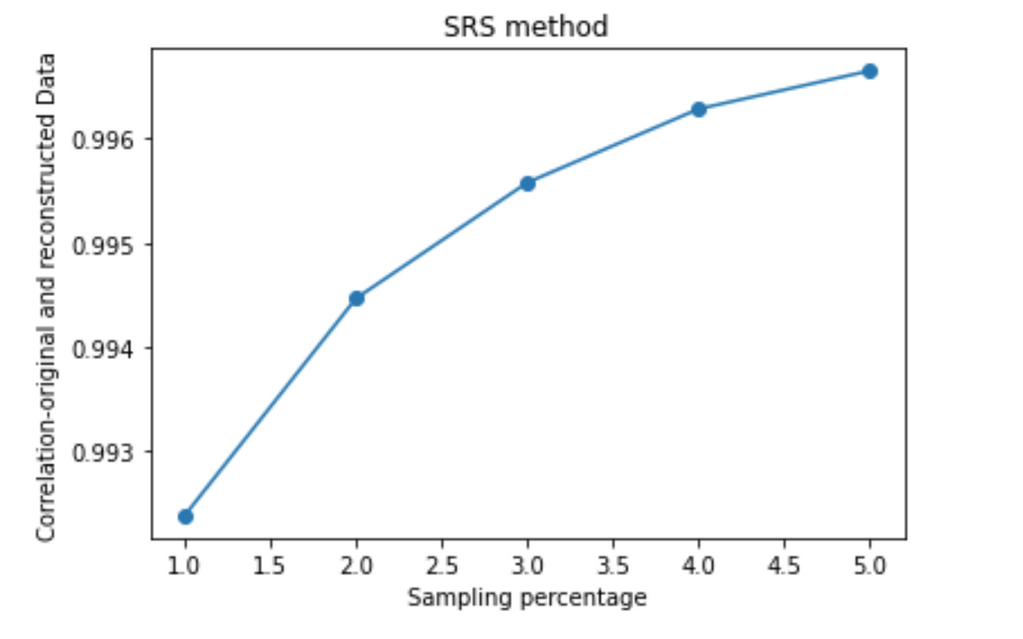 SRS method
Correlation-original and reconstructed Data
0.996
0.995
0.994
0.993
1.0 1.5 2.0 2.5 3.0 3.5 4.0 4.5 5.0
Sampling percentage